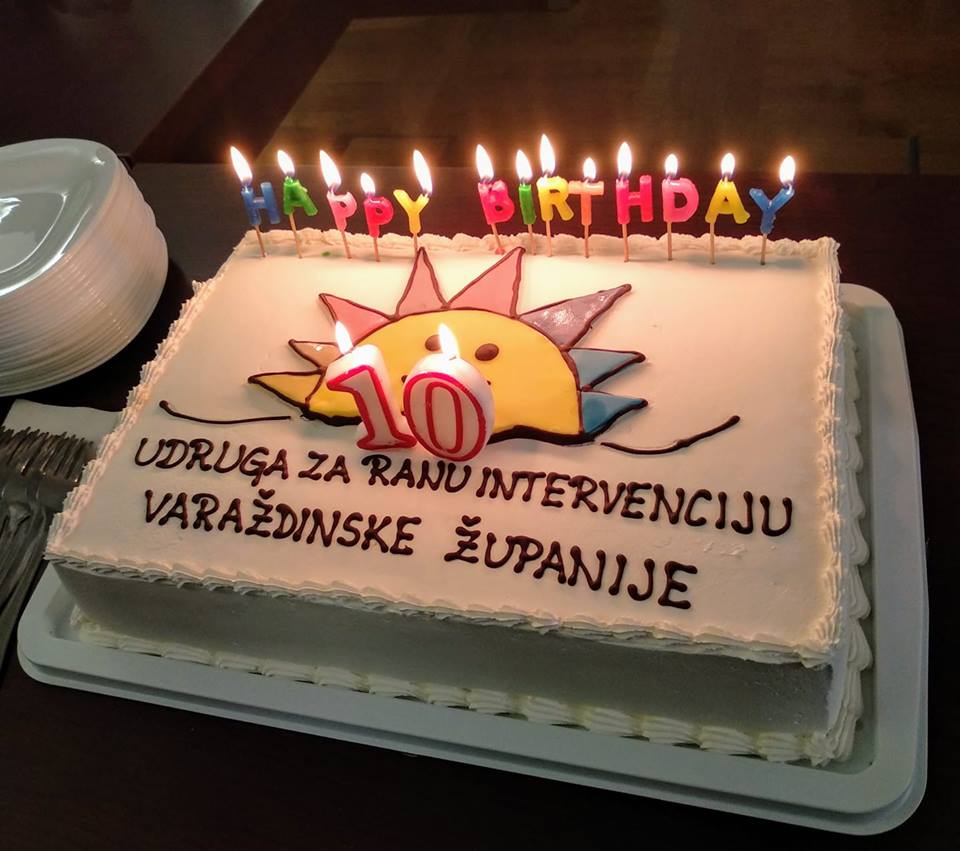 HAPPY BIRTHDAY
10
UDRUGA ZA RANU INTERVENCIJU
VARAŽDINSKE ŽUPANIJE